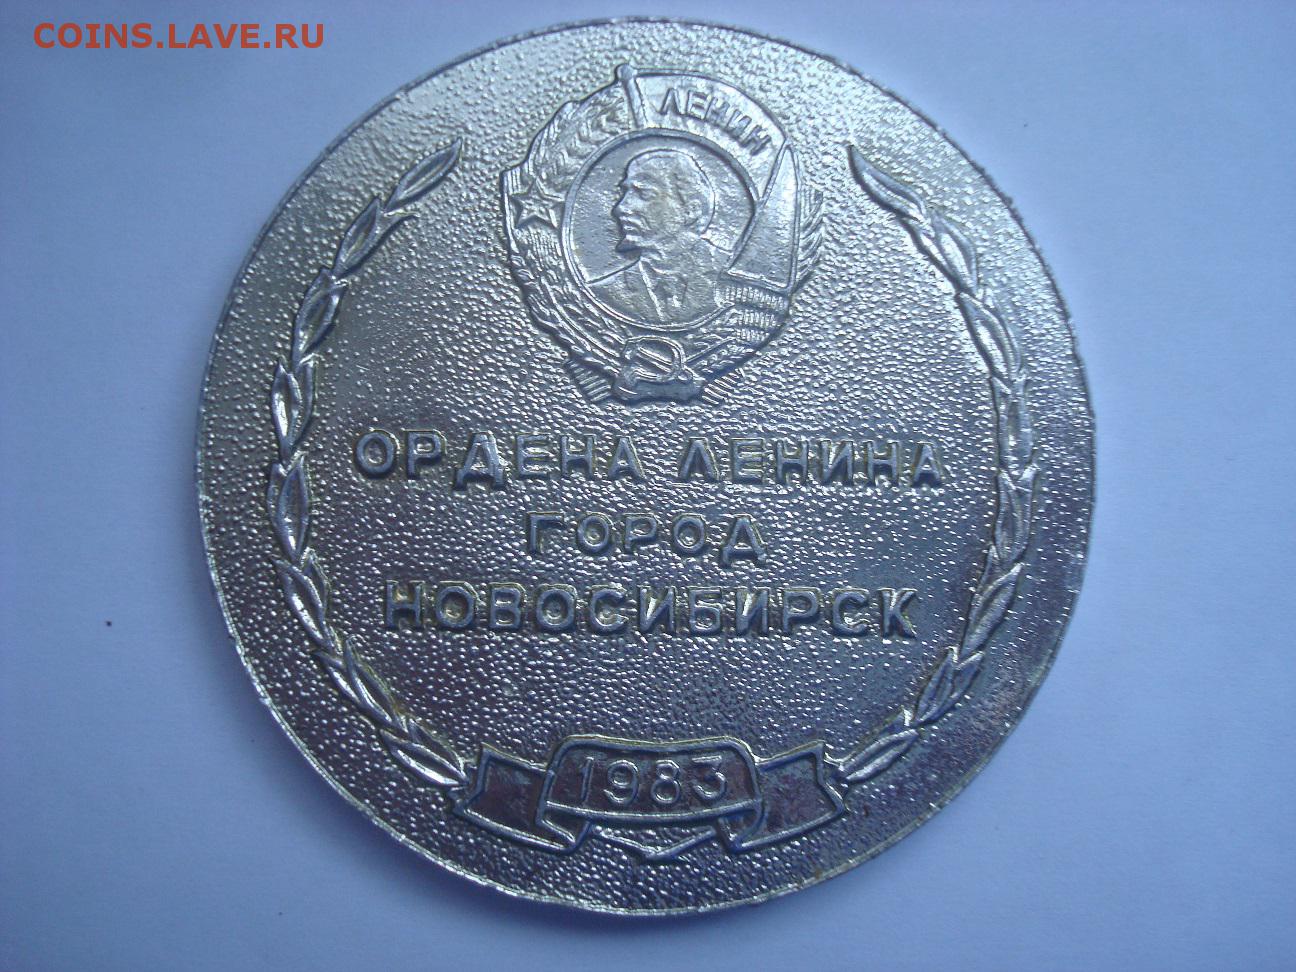 COINS.LAVE.RU
ЛЕНИН
ОРДЕНА ЛЕНИНА
ГОРОД
НОВОСИБИРСК
1983